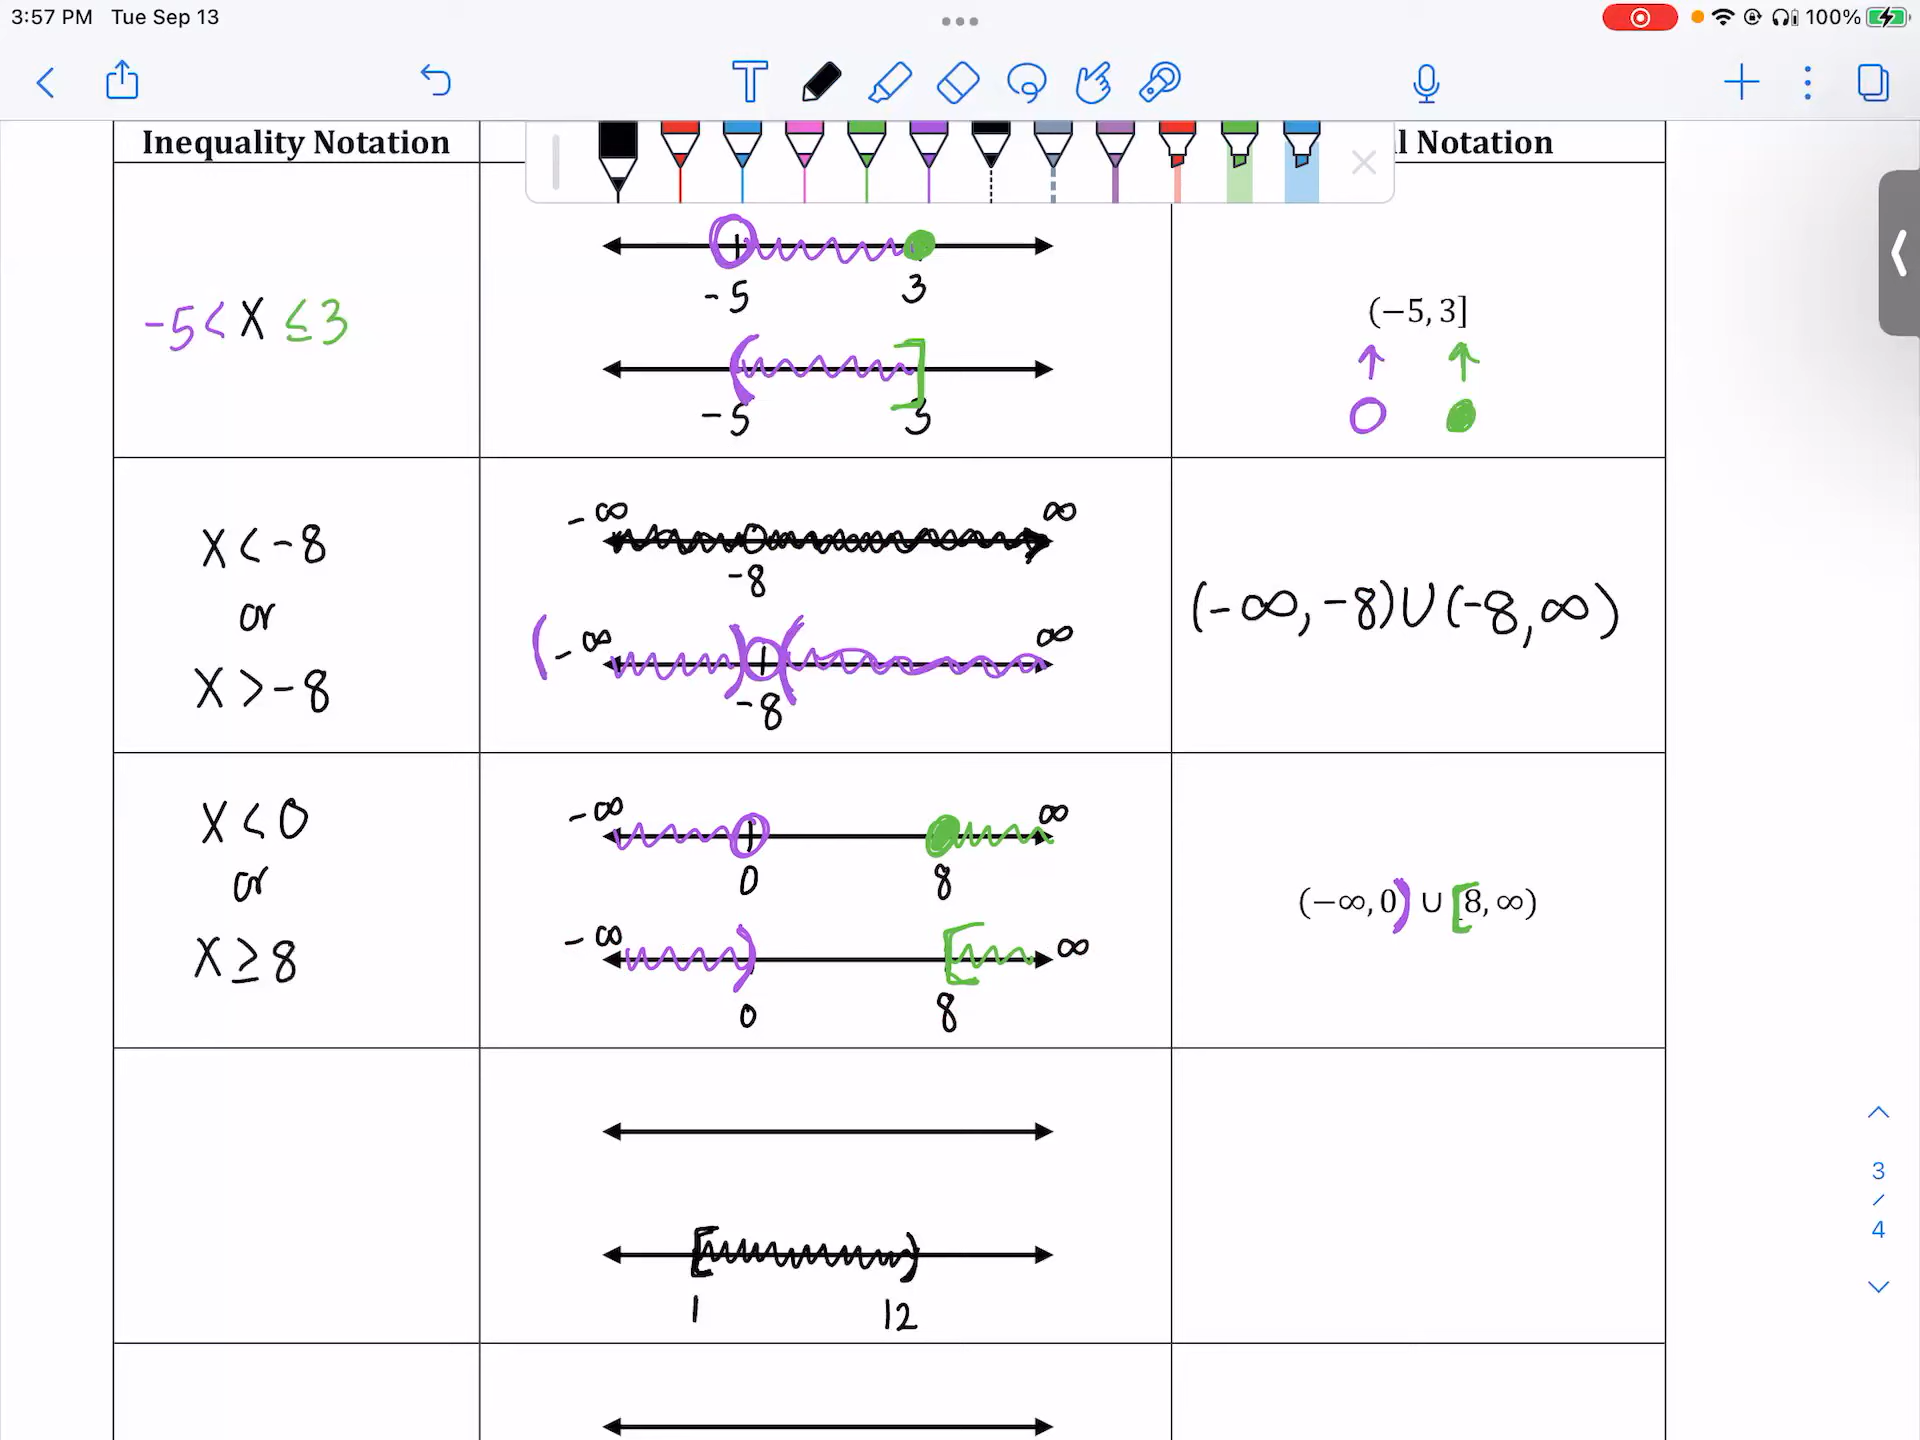 3:57 PM Tue Sep 13
100%
T
Inequality Notation
l Notation
-5 < X ≤ 3
-5 3
-5 3
(−5, 3]
X < -8
or
X > -8
-∞ ∞
-8
( -∞ ) ( ∞
-8
(-∞, -8) ∪ (-8, ∞)
X < 0
or
X ≥ 8
-∞ ∞
0 8
-∞ ) [ ∞
0 8
(−∞, 0) ∪ [8, ∞)
[ )
1 12
3
/
4